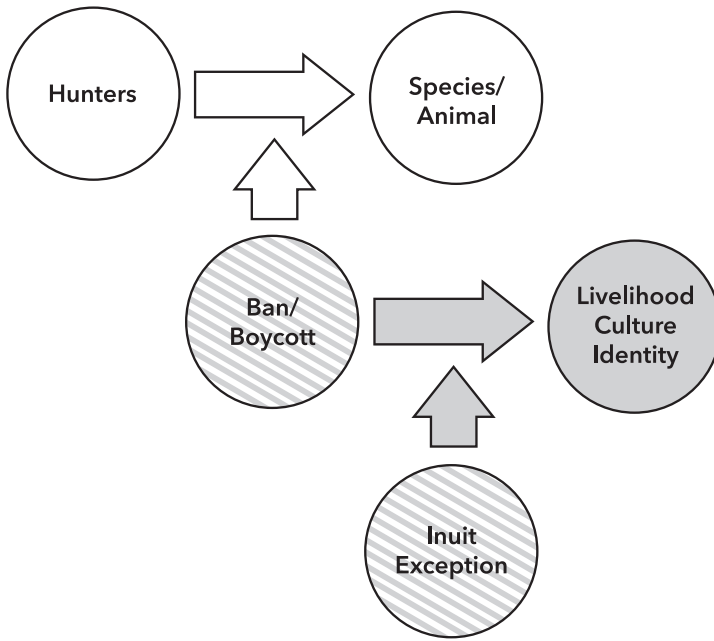 Hunters
Species/
Animal
Ban/
Boycott
Livelihood
Culture
Identity
Inuit
Exception